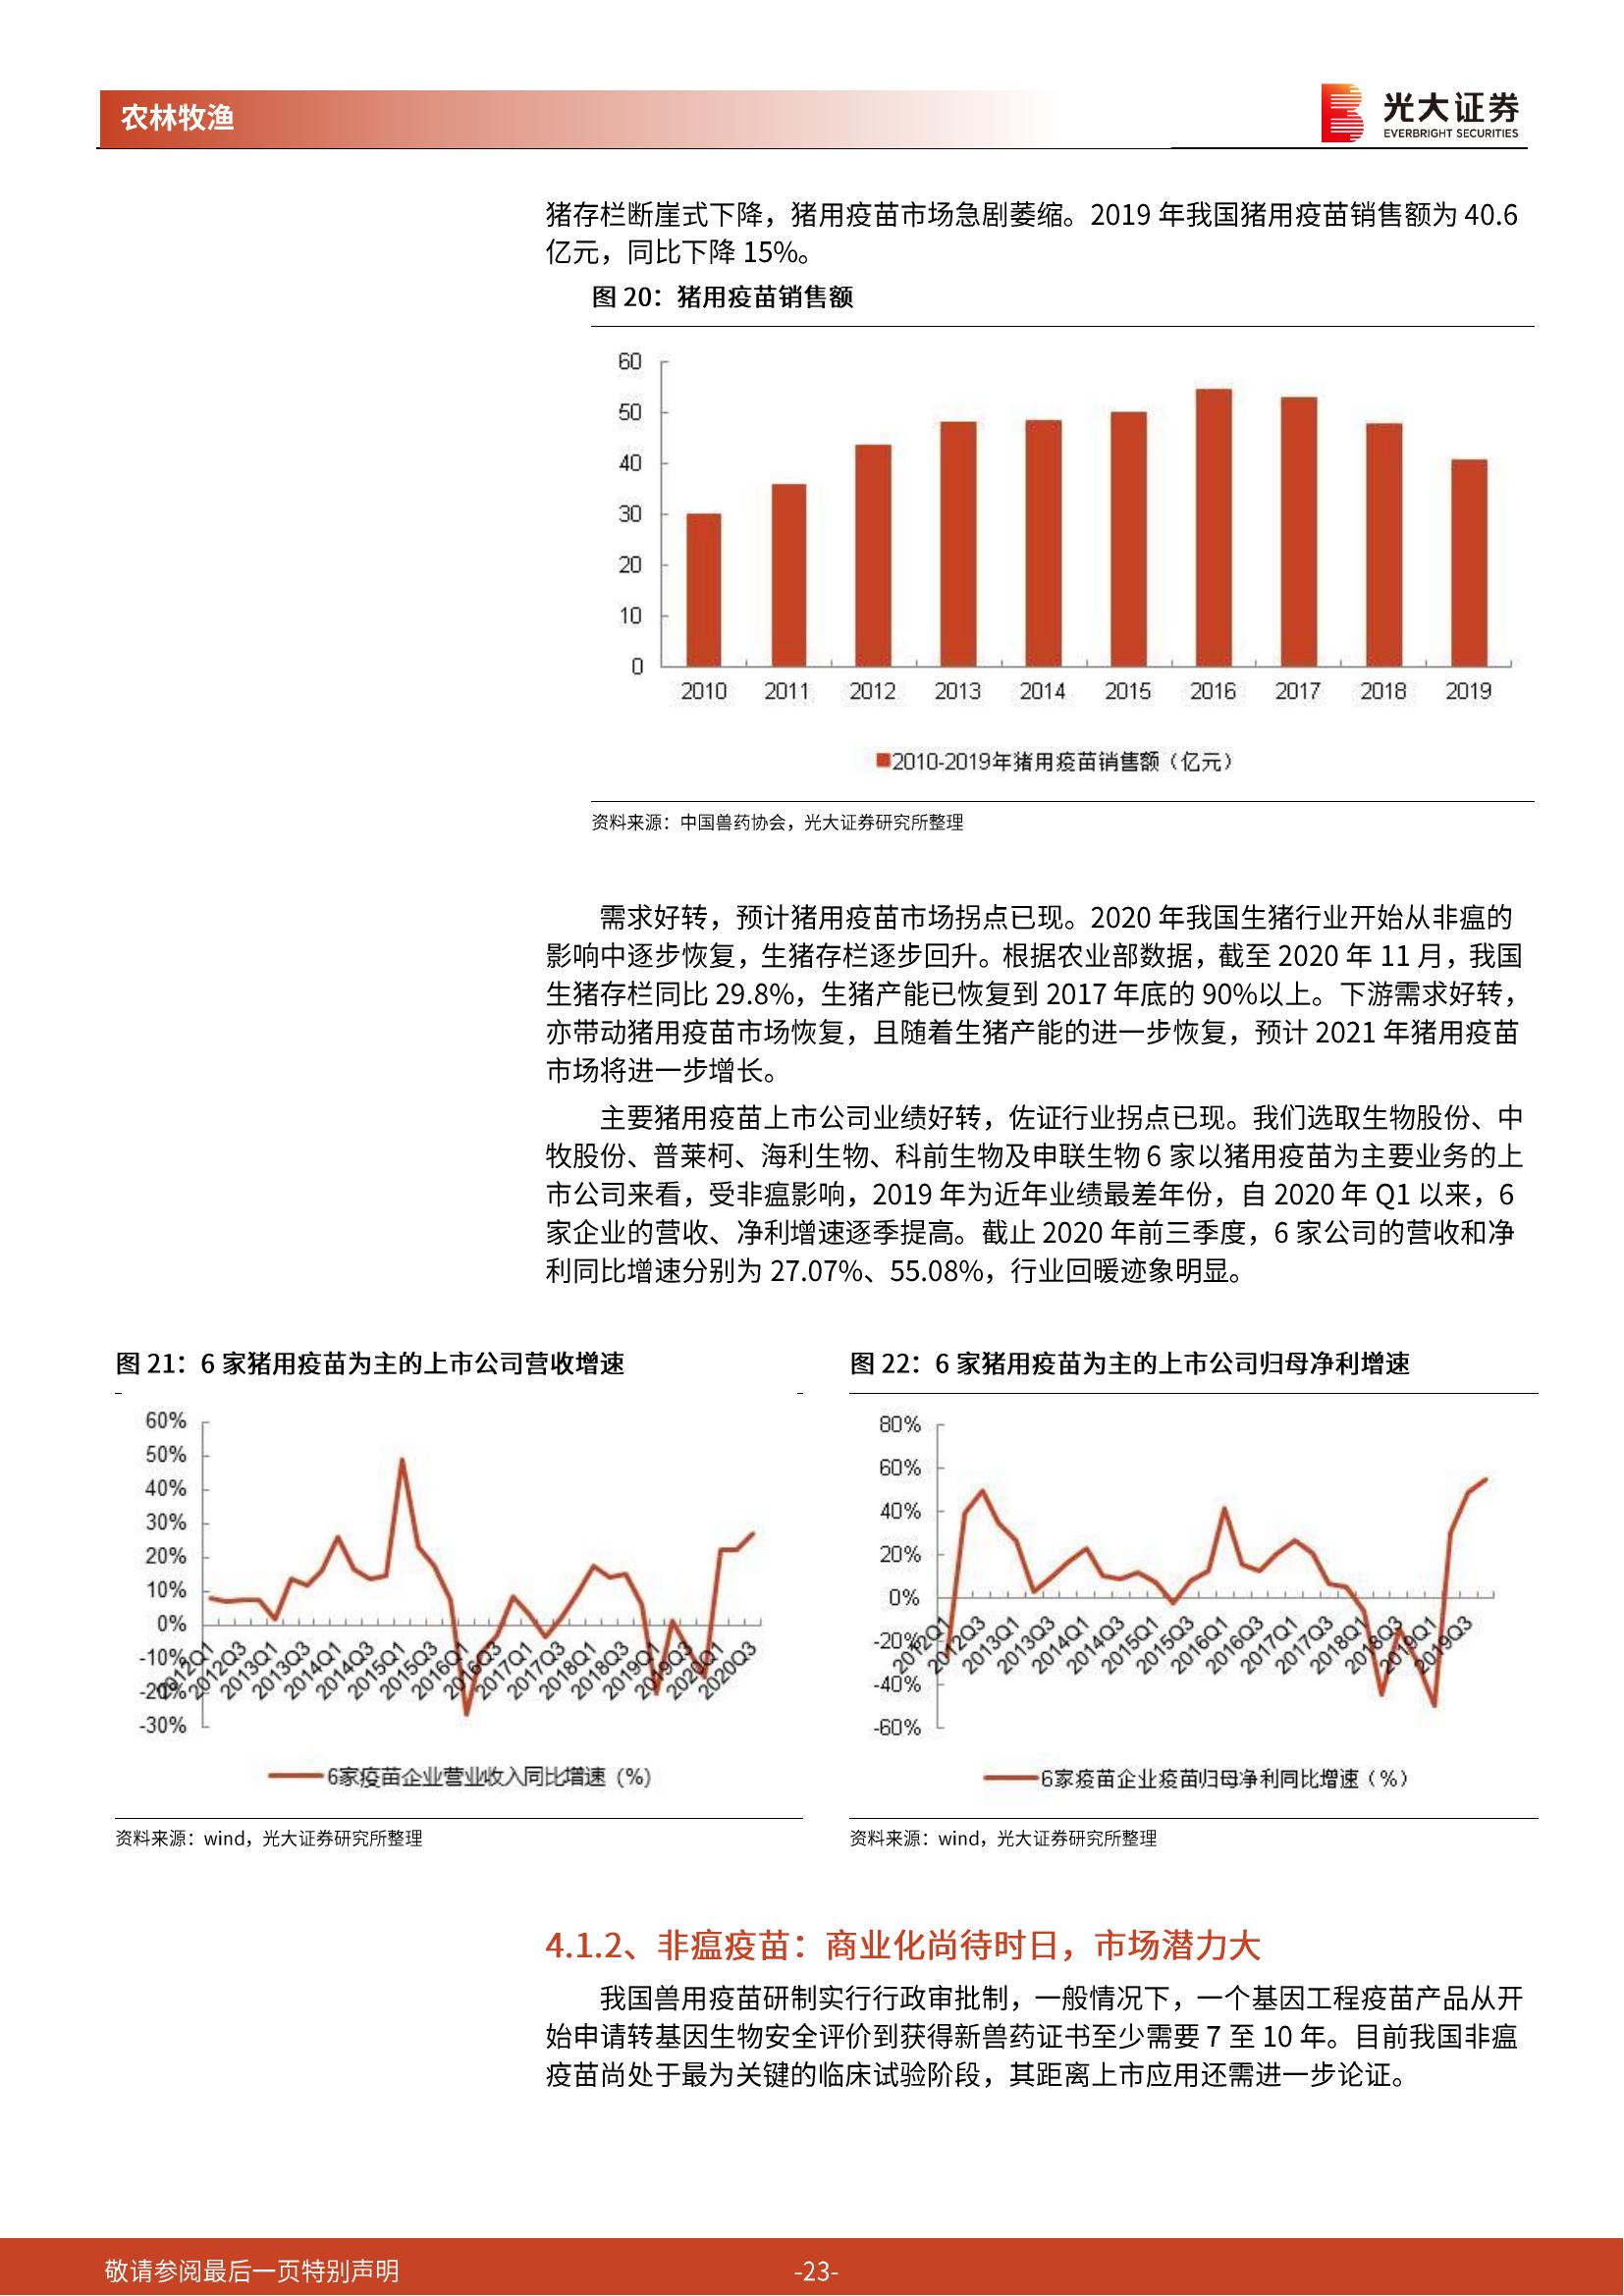 农林牧渔
光大证券
EVERBRIGHT SECURITIES
猪存栏断崖式下降，猪用疫苗市场急剧萎缩。2019 年我国猪用疫苗销售额为 40.6
亿元，同比下降 15%。
图 20：猪用疫苗销售额
60
50
40
30
20
10
0
2010 2011 2012 2013 2014 2015 2016 2017 2018 2019
2010-2019年猪用疫苗销售额（亿元）
资料来源：中国兽药协会，光大证券研究所整理
需求好转，预计猪用疫苗市场拐点已现。2020 年我国生猪行业开始从非瘟的
影响中逐步恢复，生猪存栏逐步回升。根据农业部数据，截至 2020 年 11 月，我国
生猪存栏同比 29.8%，生猪产能已恢复到 2017 年底的 90%以上。下游需求好转，
亦带动猪用疫苗市场恢复，且随着生猪产能的进一步恢复，预计 2021 年猪用疫苗
市场将进一步增长。
主要猪用疫苗上市公司业绩好转，佐证行业拐点已现。我们选取生物股份、中
牧股份、普莱柯、海利生物、科前生物及申联生物 6 家以猪用疫苗为主要业务的上
市公司来看，受非瘟影响，2019 年为近年业绩最差年份，自 2020 年 Q1 以来，6
家企业的营收、净利增速逐季提高。截止 2020 年前三季度，6 家公司的营收和净
利同比增速分别为 27.07%、55.08%，行业回暖迹象明显。
图 21：6 家猪用疫苗为主的上市公司营收增速
60%
50%
40%
30%
20%
10%
0%
-10%
-20%
-30%
2012Q1 2012Q3 2013Q1 2013Q3 2014Q1 2014Q3 2015Q1 2015Q3 2016Q1 2016Q3 2017Q1 2017Q3 2018Q1 2018Q3 2019Q1 2019Q3 2020Q1 2020Q3
6家疫苗企业营业收入同比增速（%）
资料来源：wind，光大证券研究所整理
图 22：6 家猪用疫苗为主的上市公司归母净利增速
80%
60%
40%
20%
0%
-20%
-40%
-60%
2012Q1 2012Q3 2013Q1 2013Q3 2014Q1 2014Q3 2015Q1 2015Q3 2016Q1 2016Q3 2017Q1 2017Q3 2018Q1 2018Q3 2019Q1 2019Q3
6家疫苗企业疫苗归母净利同比增速（%）
资料来源：wind，光大证券研究所整理
4.1.2、非瘟疫苗：商业化尚待时日，市场潜力大
我国兽用疫苗研制实行行政审批制，一般情况下，一个基因工程疫苗产品从开
始申请转基因生物安全评价到获得新兽药证书至少需要 7 至 10 年。目前我国非瘟
疫苗尚处于最为关键的临床试验阶段，其距离上市应用还需进一步论证。
敬请参阅最后一页特别声明
-23-